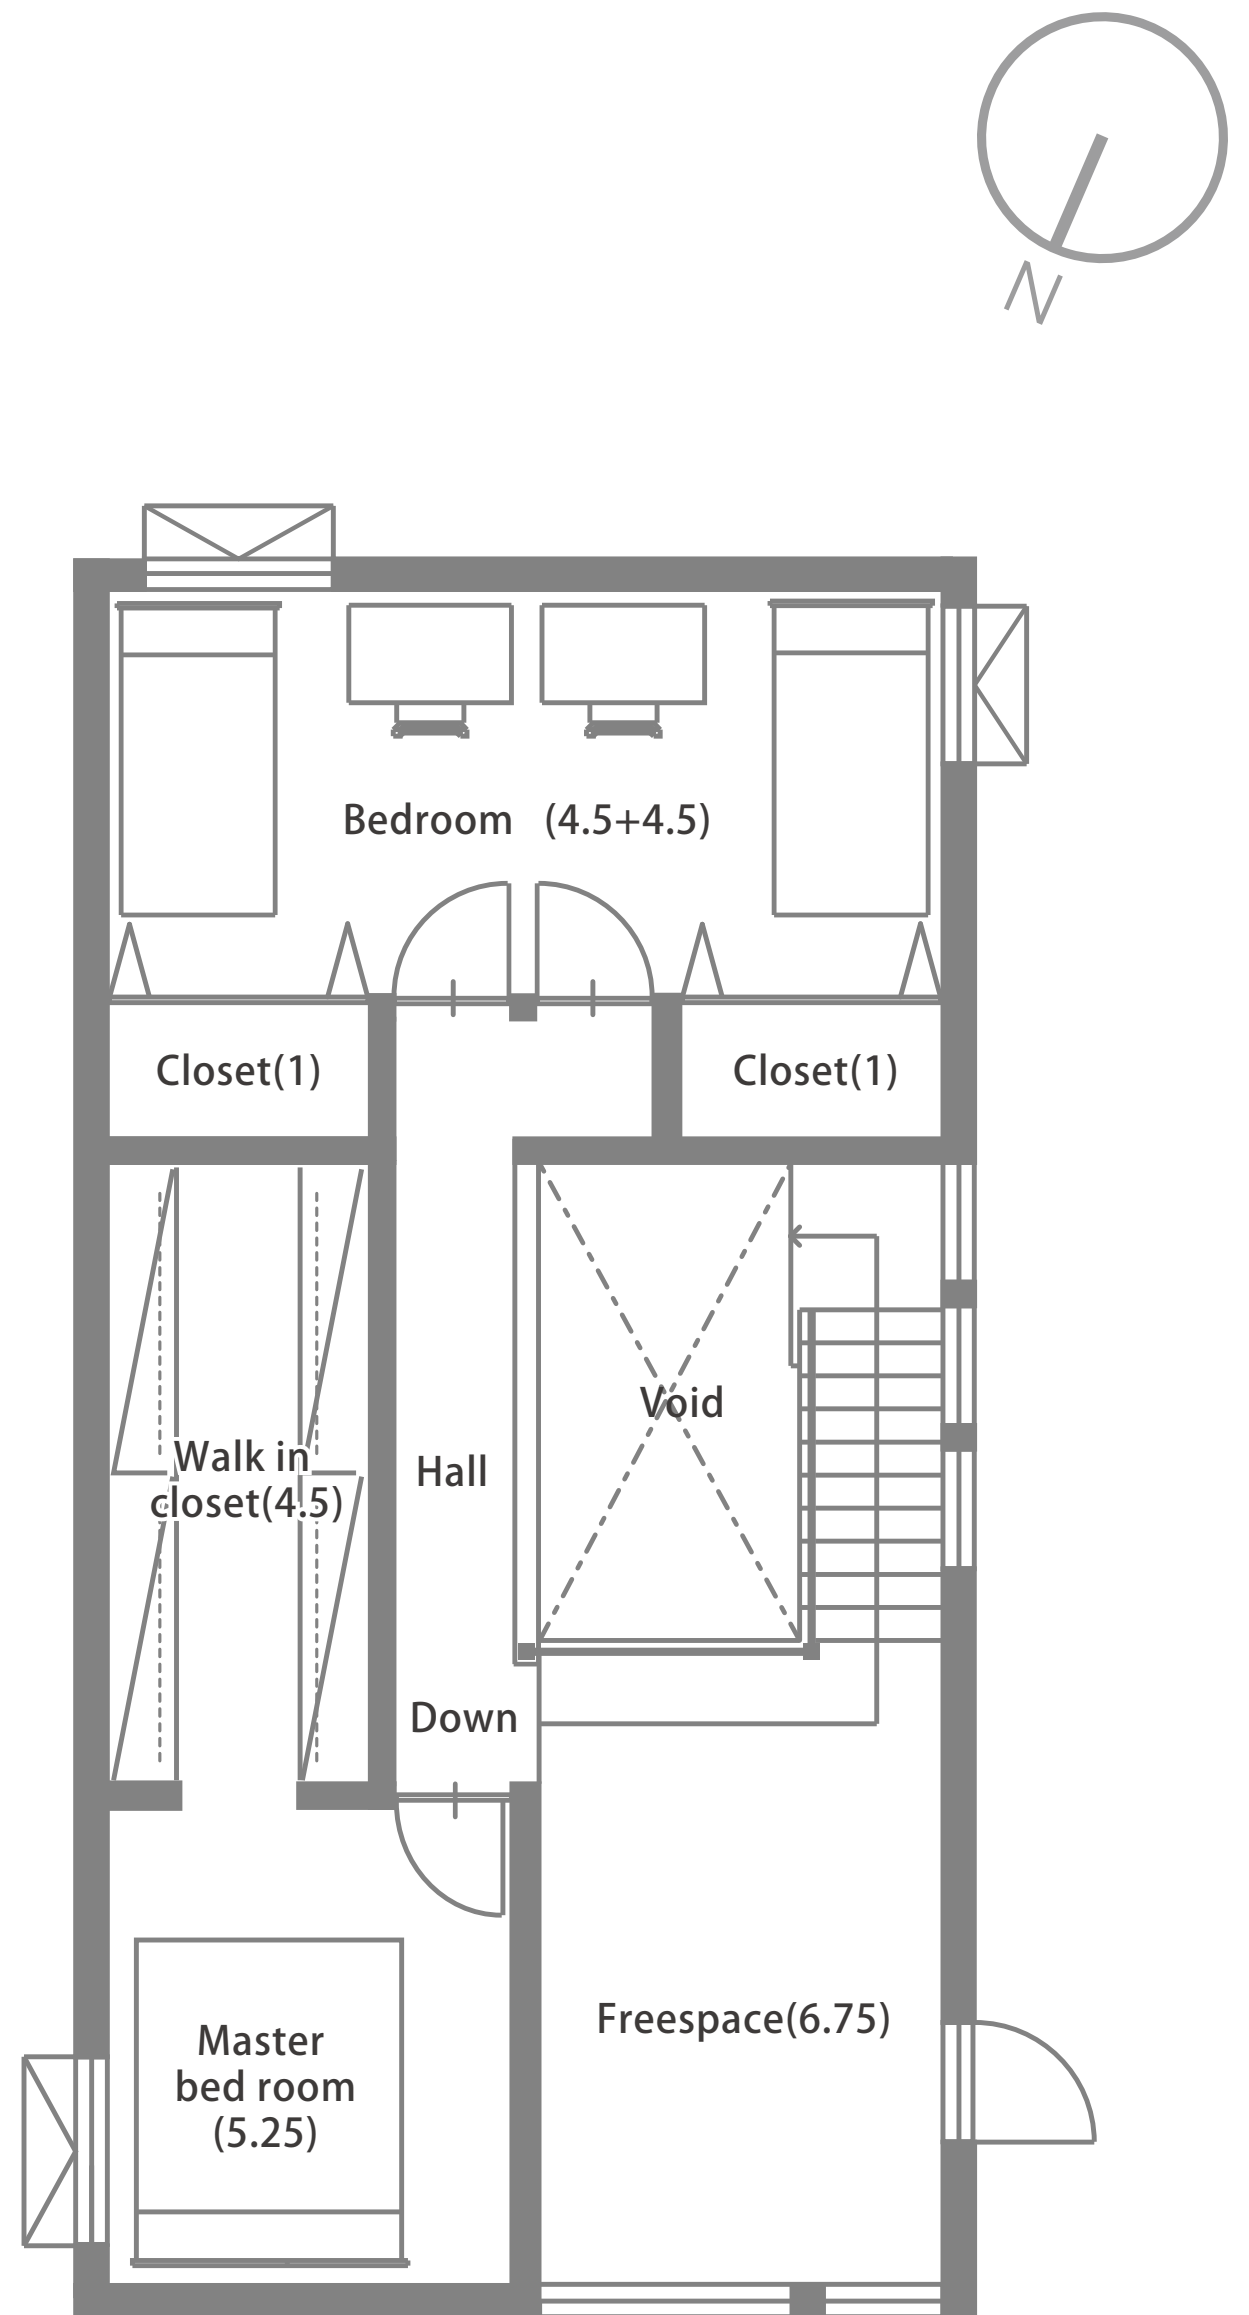 N
Bedroom (4.5+4.5)
Closet(1)
Closet(1)
Void
Walk in
closet(4.5)
Hall
Down
Freespace(6.75)
Master
bed room
(5.25)